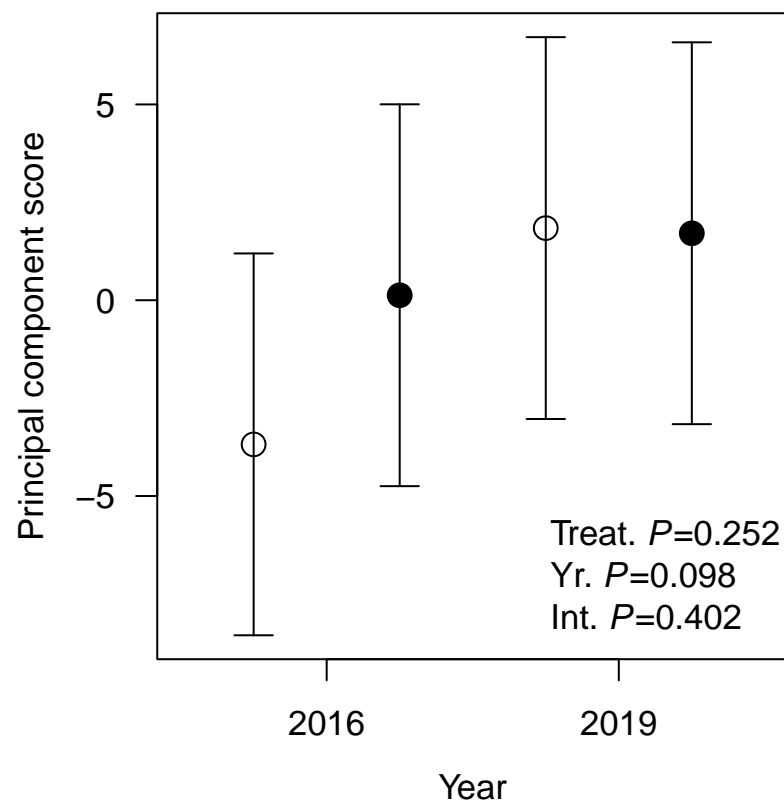 Principal component score
5
0
−5
Treat. P=0.252
Yr. P=0.098
Int. P=0.402
2016 2019
Year